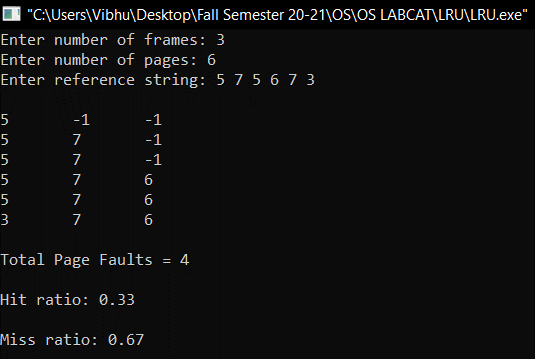 "C:\Users\Vibhu\Desktop\Fall Semester 20-21\OS\OS LABCAT\LRU\LRU.exe"
Enter number of frames: 3
Enter number of pages: 6
Enter reference string: 5 7 5 6 7 3
5 -1 -1
5 7 -1
5 7 -1
5 7 6
5 7 6
3 7 6
Total Page Faults = 4
Hit ratio: 0.33
Miss ratio: 0.67